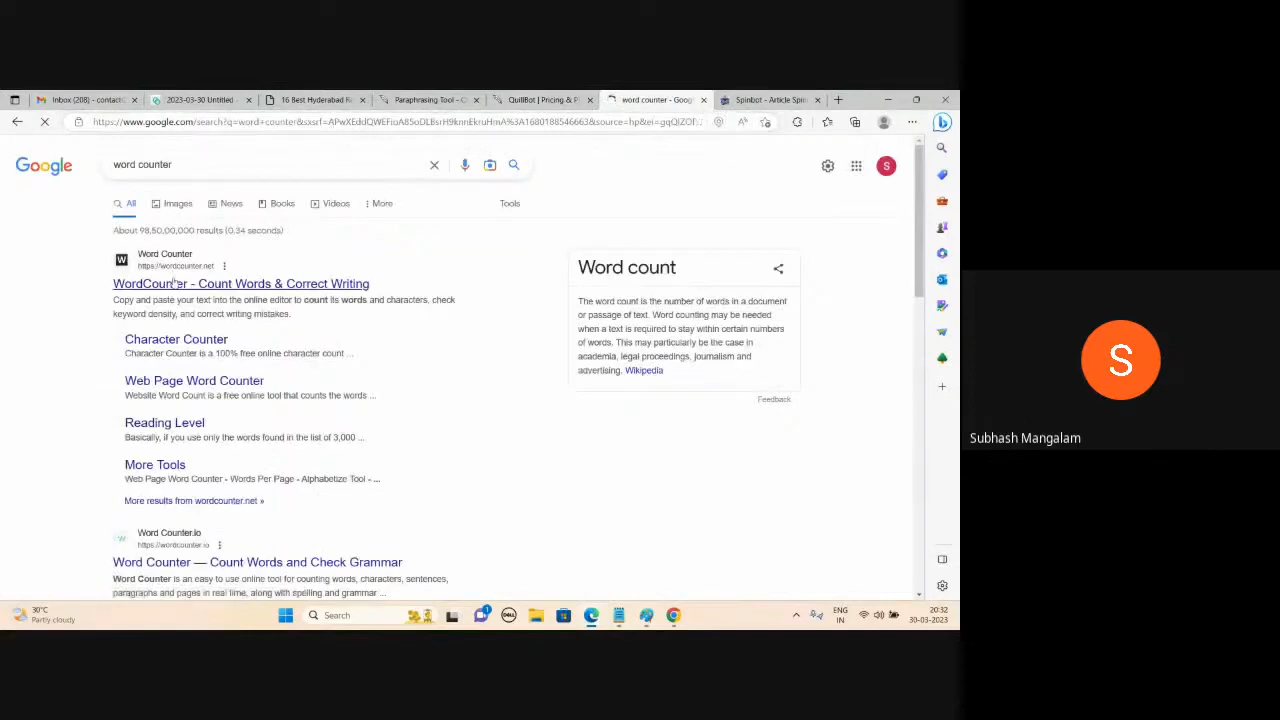 Inbox (208) - contact
2023-03-30 Untitled -
16 Best Hyderabad R
Paraphrasing Tool -
QuillBot | Pricing & P
word counter - Goog
Spinbot - Article Spin
Google
word counter
All
Images
News
Books
Videos
More
Tools
S
About 98,50,00,000 results (0.34 seconds)
W
Word Counter
https://wordcounter.net
WordCounter - Count Words & Correct Writing
Copy and paste your text into the online editor to count its words and characters, check
keyword density, and correct writing mistakes.
Character Counter
Character Counter is a 100% free online character count ...
Web Page Word Counter
Website Word Count is a free online tool that counts the words ...
Reading Level
Basically, if you use only the words found in the list of 3,000 ...
More Tools
Web Page Word Counter - Words Per Page - Alphabetize Tool - ...
More results from wordcounter.net »
Word Counter.io
https://wordcounter.io
Word Counter — Count Words and Check Grammar
Word Counter is an easy to use online tool for counting words, characters, sentences,
paragraphs and pages in real time, along with spelling and grammar ...
Word count
The word count is the number of words in a document
or passage of text. Word counting may be needed
when a text is required to stay within certain numbers
of words. This may particularly be the case in
academia, legal proceedings, journalism and
advertising. Wikipedia
Feedback
30°C
Partly cloudy
Search
1
DELL
ENG
IN
20:32
30-03-2023
S
Subhash Mangalam